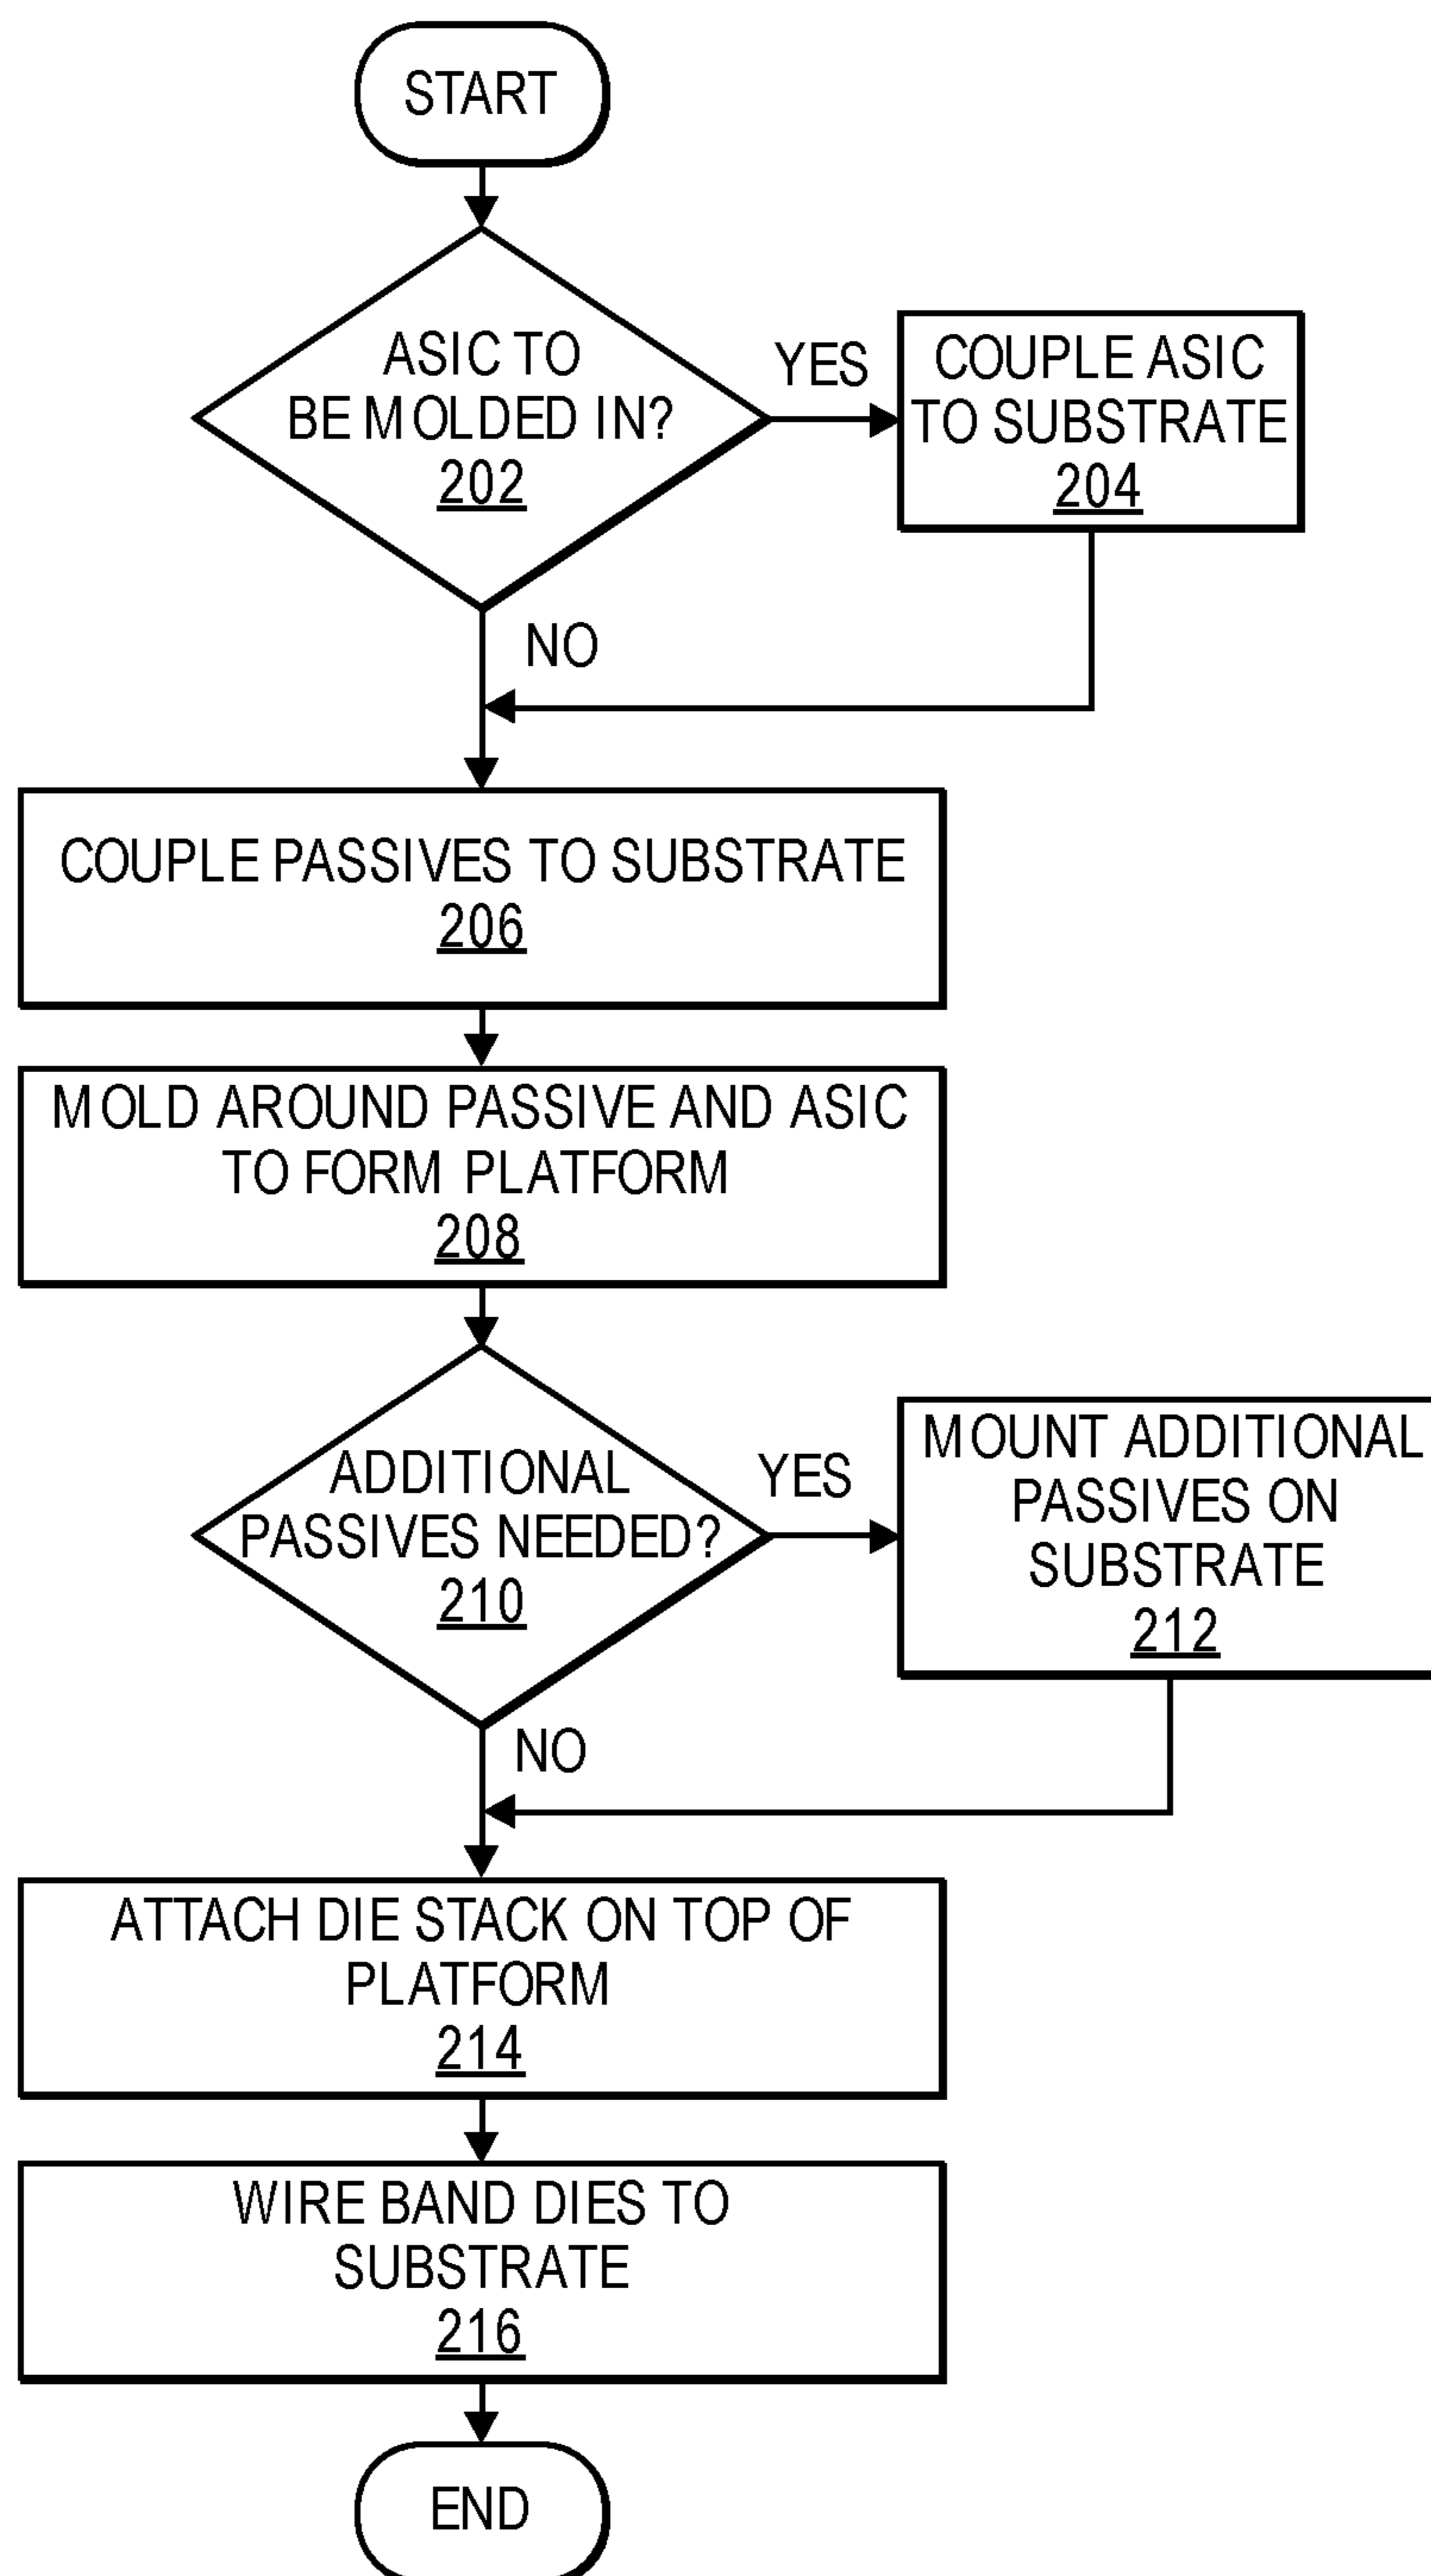 START
ASIC TO
BE MOLDED IN?
202
YES
COUPLE ASIC
TO SUBSTRATE
204
NO
COUPLE PASSIVES TO SUBSTRATE
206
MOLD AROUND PASSIVE AND ASIC
TO FORM PLATFORM
208
ADDITIONAL
PASSIVES NEEDED?
210
YES
MOUNT ADDITIONAL
PASSIVES ON
SUBSTRATE
212
NO
ATTACH DIE STACK ON TOP OF
PLATFORM
214
WIRE BAND DIES TO
SUBSTRATE
216
END